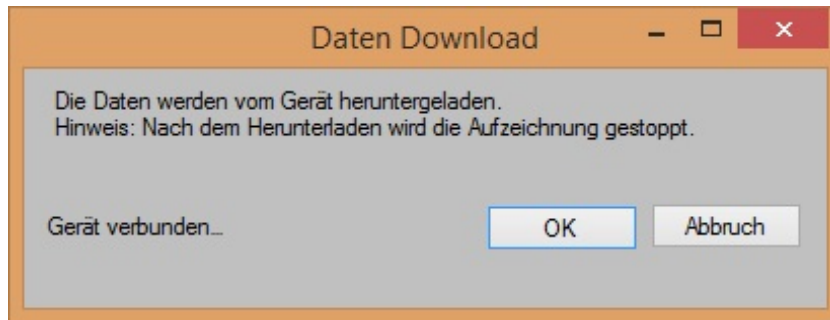 Daten Download
Die Daten werden vom Gerät heruntergeladen.
Hinweis: Nach dem Herunterladen wird die Aufzeichnung gestoppt.
Gerät verbunden...
OK
Abbruch